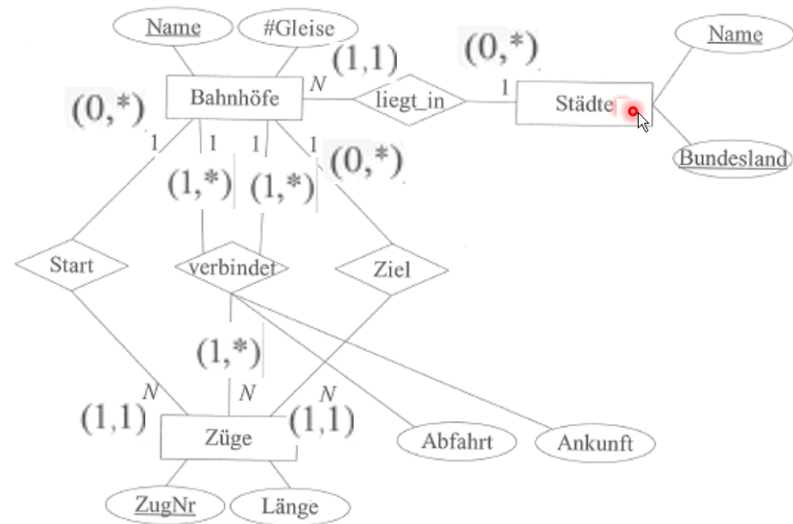 Name
#Gleise
(1,1)
(0,*)
Name
Bahnhöfe
N
liegt_in
1
Städte
(0,*)
1
1
1
1
(0,*)
Bundesland
(1,*)
(1,*)
Start
verbindet
Ziel
(1,*)
N
N
N
(1,1)
(1,1)
Züge
Abfahrt
Ankunft
ZugNr
Länge